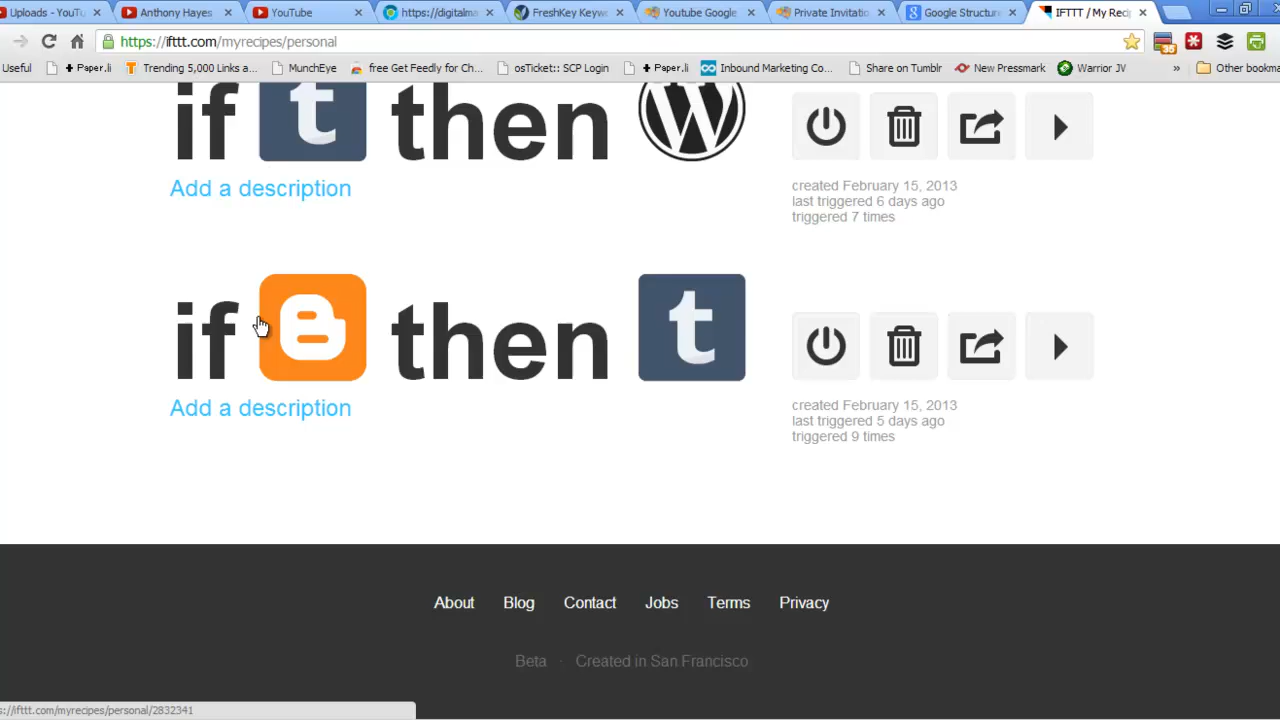 Uploads - YouTu
Anthony Hayes
YouTube
https://digitalma
FreshKey Keyw
Youtube Google
Private Invitatio
Google Structure
IFTTT / My Reci
https://ifttt.com/myrecipes/personal
35
Useful
+ Paper.li
Trending 5,000 Links a...
MunchEye
free Get Feedly for Ch...
osTicket:: SCP Login
+ Paper.li
Inbound Marketing Co...
Share on Tumblr
New Pressmark
Warrior JV
»
Other bookma
if t then W
Add a description
created February 15, 2013
last triggered 6 days ago
triggered 7 times
if B then t
Add a description
created February 15, 2013
last triggered 5 days ago
triggered 9 times
About
Blog
Contact
Jobs
Terms
Privacy
Beta · Created in San Francisco
s://ifttt.com/myrecipes/personal/2832341